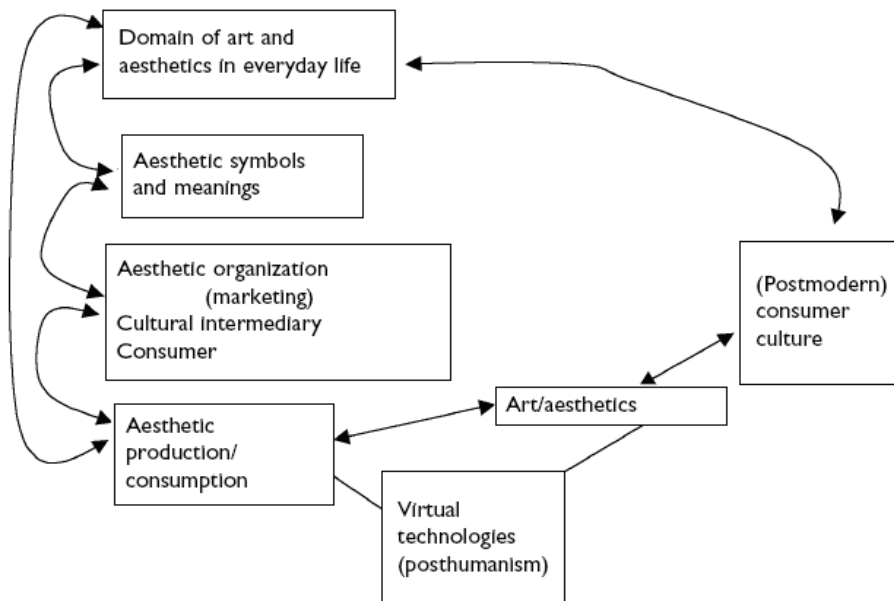 Domain of art and
aesthetics in everyday life
Aesthetic symbols
and meanings
Aesthetic organization
(marketing)
Cultural intermediary
Consumer
(Postmodern)
consumer
culture
Art/aesthetics
Aesthetic
production/
consumption
Virtual
technologies
(posthumanism)